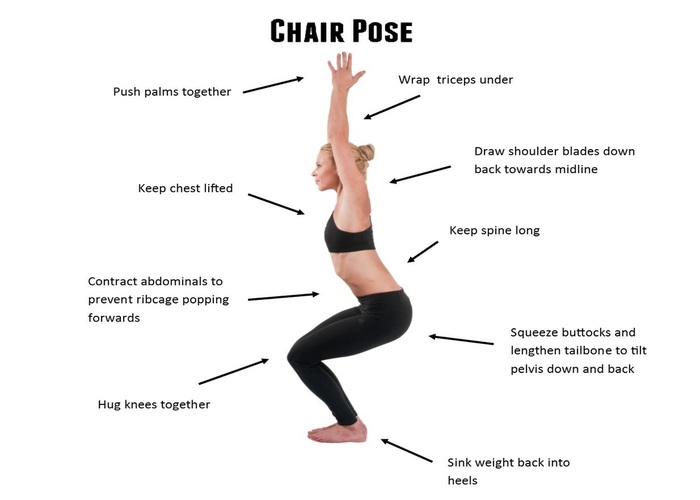 CHAIR POSE
Push palms together
Wrap triceps under
Draw shoulder blades down
back towards midline
Keep chest lifted
Keep spine long
Contract abdominals to
prevent ribcage popping
forwards
Squeeze buttocks and
lengthen tailbone to tilt
pelvis down and back
Hug knees together
Sink weight back into
heels